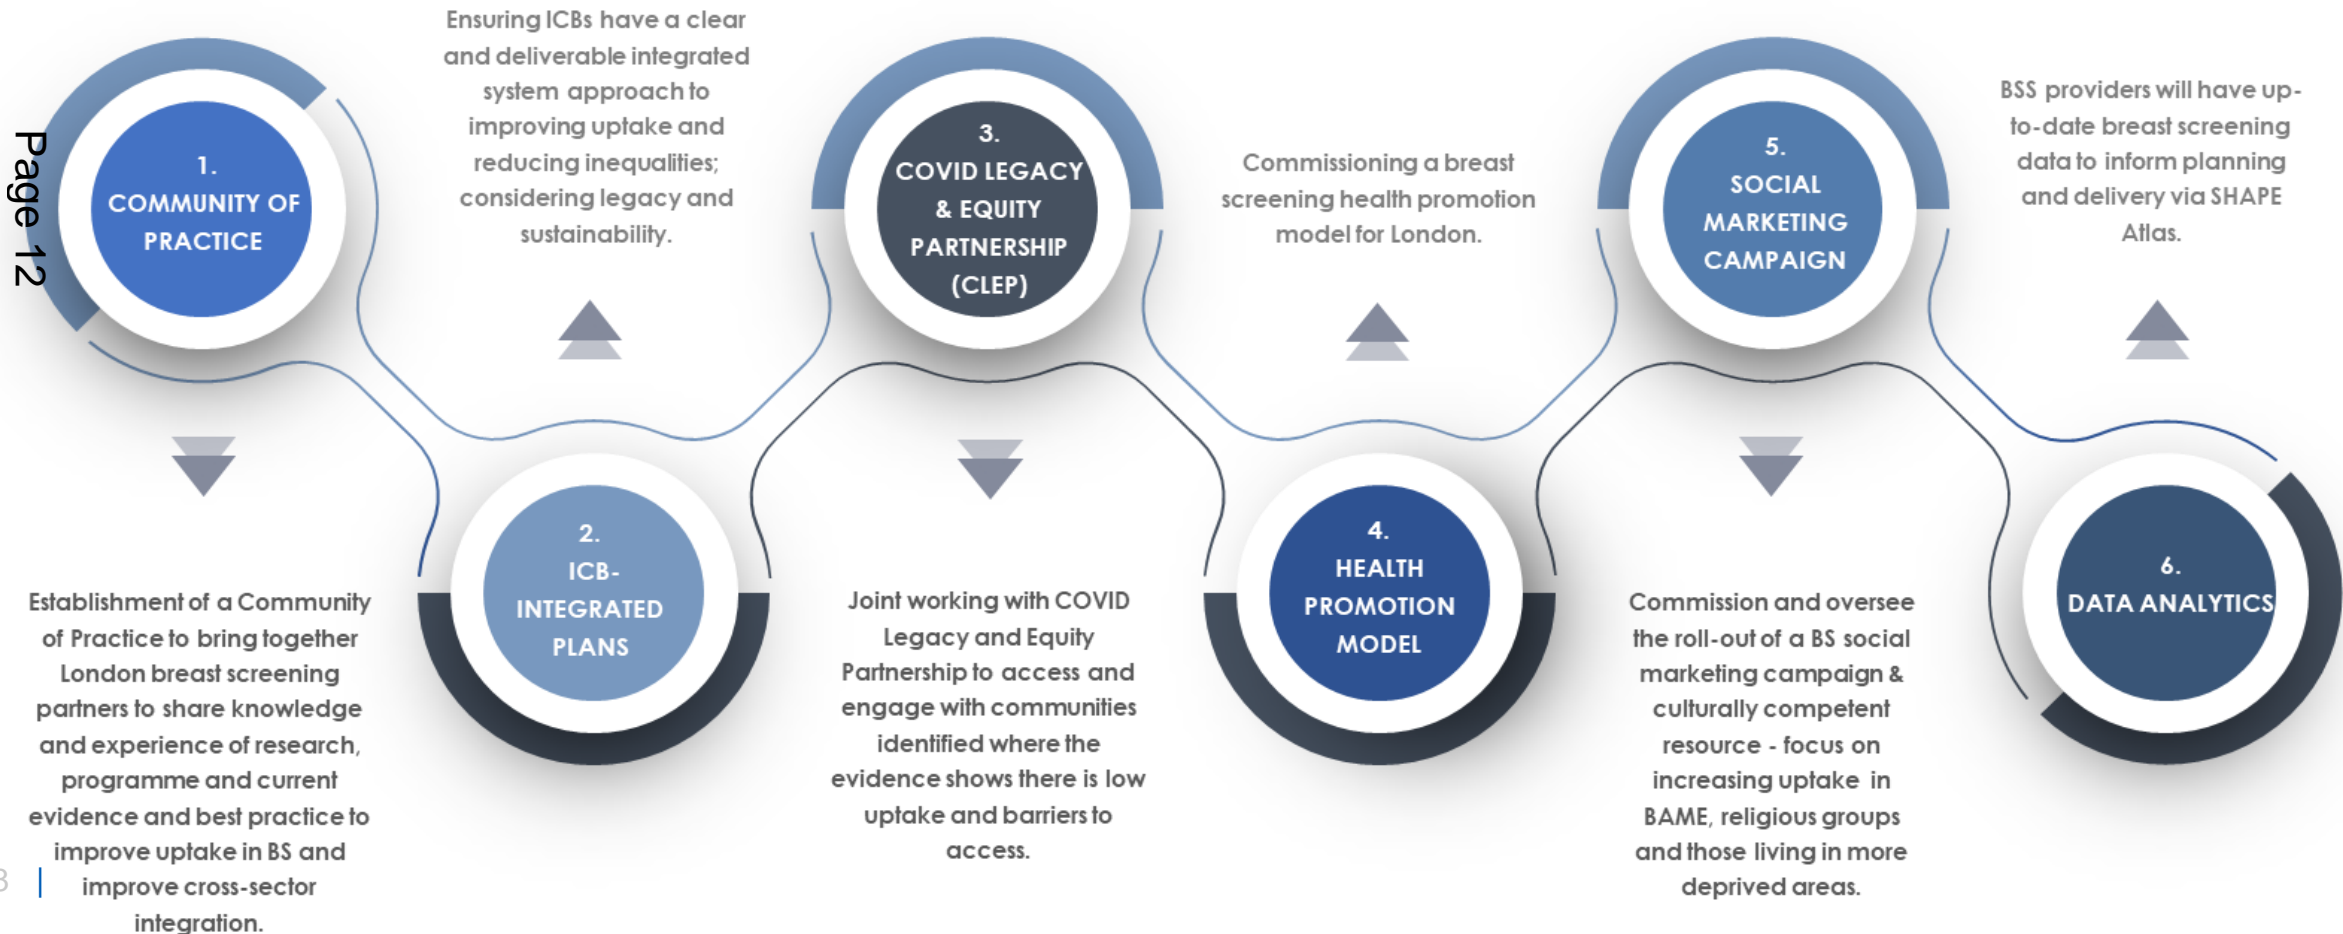 Page 12
1.
COMMUNITY OF
PRACTICE
Establishment of a Community
of Practice to bring together
London breast screening
partners to share knowledge
and experience of research,
programme and current
evidence and best practice to
improve uptake in BS and
improve cross-sector
integration.
Ensuring ICBs have a clear
and deliverable integrated
system approach to
improving uptake and
reducing inequalities;
considering legacy and
sustainability.
2.
ICB-
INTEGRATED
PLANS
3.
COVID LEGACY
& EQUITY
PARTNERSHIP
(CLEP)
Joint working with COVID
Legacy and Equity
Partnership to access and
engage with communities
identified where the
evidence shows there is low
uptake and barriers to
access.
Commissioning a breast
screening health promotion
model for London.
4.
HEALTH
PROMOTION
MODEL
5.
SOCIAL
MARKETING
CAMPAIGN
Commission and oversee
the roll-out of a BS social
marketing campaign &
culturally competent
resource - focus on
increasing uptake in
BAME, religious groups
and those living in more
deprived areas.
BSS providers will have up-
to-date breast screening
data to inform planning
and delivery via SHAPE
Atlas.
6.
DATA ANALYTICS